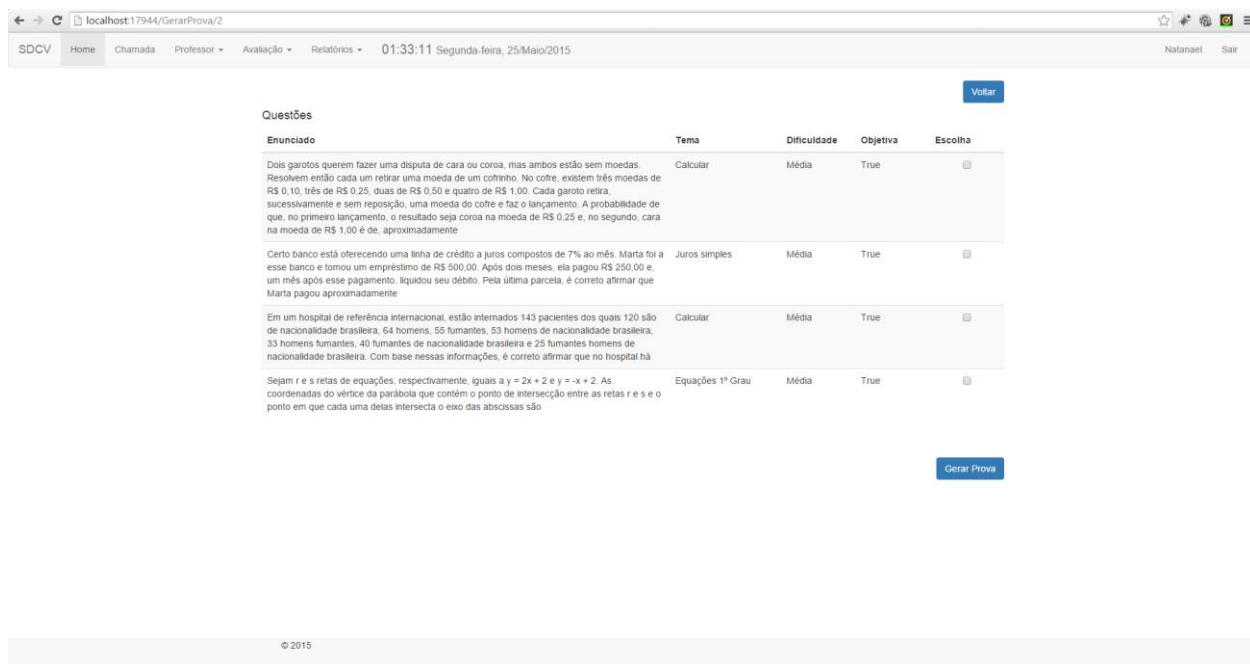 localhost:17944/GerarProva/2
SDCV Home Chamada Professor Avaliação Relatórios 01:33:11 Segunda-feira, 25/Maio/2015 Natanael Sair
Voltar
Questões
Enunciado Tema Dificuldade Objetiva Escolha
Dois garotos querem fazer uma disputa de cara ou coroa, mas ambos estão sem moedas. Calcular Média True
Resolvem então cada um retirar uma moeda de um cofrinho. No cofre, existem três moedas de
R$ 0,10, três de R$ 0,25, duas de R$ 0,50 e quatro de R$ 1,00. Cada garoto retira,
sucessivamente e sem reposição, uma moeda do cofre e faz o lançamento. A probabilidade de
que, no primeiro lançamento, o resultado seja coroa na moeda de R$ 0,25 e, no segundo, cara
na moeda de R$ 1,00 é de, aproximadamente
Certo banco está oferecendo uma linha de crédito a juros compostos de 7% ao mês. Marta foi a Juros simples Média True
esse banco e tomou um empréstimo de R$ 500,00. Após dois meses, ela pagou R$ 250,00 e,
um mês após esse pagamento, liquidou seu débito. Pela última parcela, é correto afirmar que
Marta pagou aproximadamente
Em um hospital de referência internacional, estão internados 143 pacientes dos quais 120 são Calcular Média True
de nacionalidade brasileira, 64 homens, 55 fumantes, 53 homens de nacionalidade brasileira,
33 homens fumantes, 40 fumantes de nacionalidade brasileira e 25 fumantes homens de
nacionalidade brasileira. Com base nessas informações, é correto afirmar que no hospital há
Sejam r e s retas de equações, respectivamente, iguais a y = 2x + 2 e y = -x + 2. As Equações 1º Grau Média True
coordenadas do vértice da parábola que contém o ponto de intersecção entre as retas r e s e o
ponto em que cada uma delas intersecta o eixo das abscissas são
Gerar Prova
© 2015